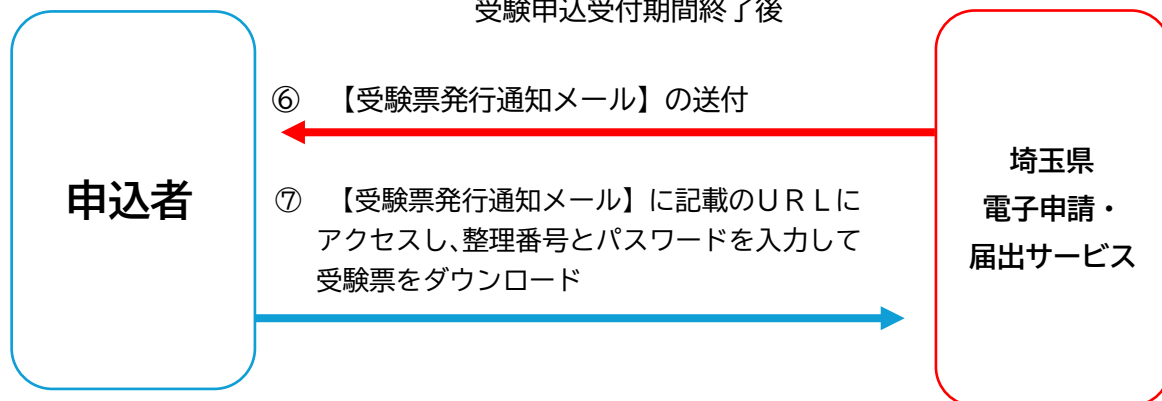 受験申込受付期間終了後
⑥　【受験票発行通知メール】の送付
申込者
⑦　【受験票発行通知メール】に記載のＵＲＬに
アクセスし、整理番号とパスワードを入力して
受験票をダウンロード
埼玉県
電子申請・
届出サービス